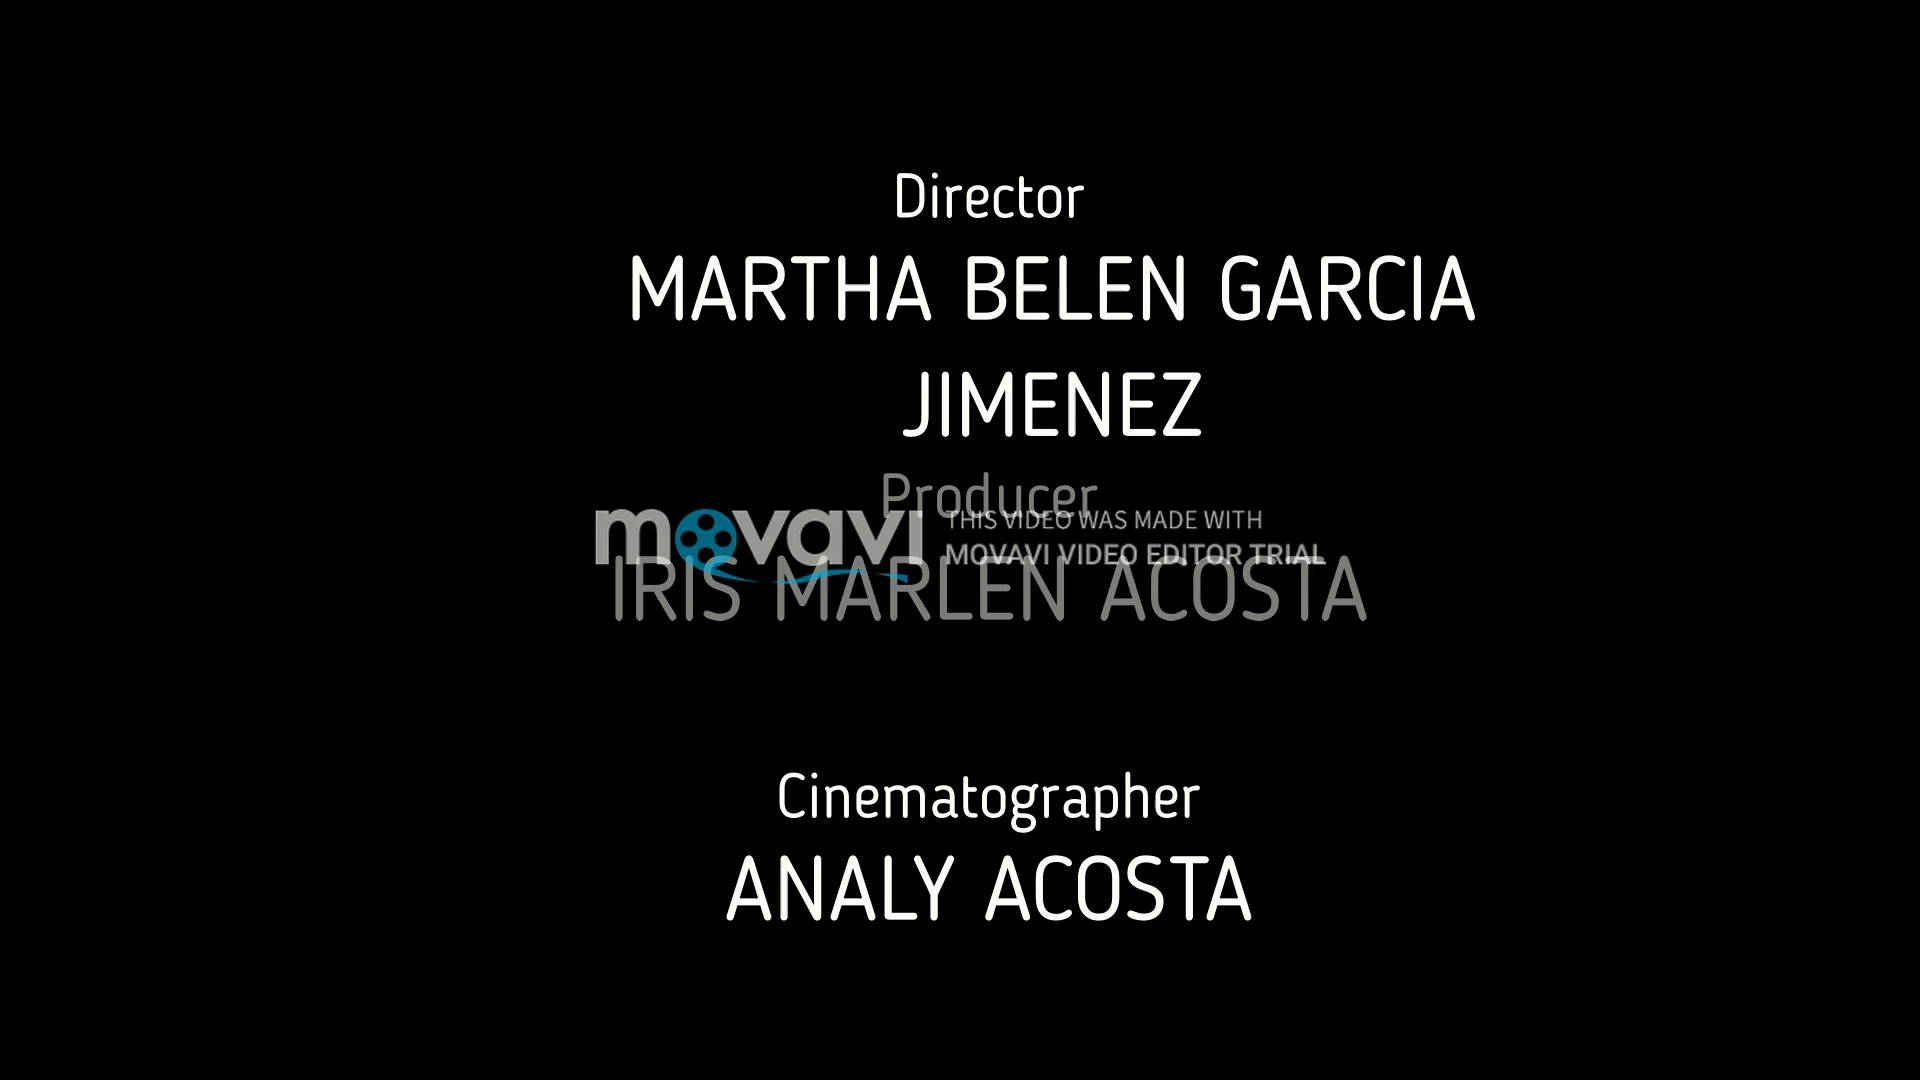 Director
MARTHA BELEN GARCIA
JIMENEZ
Producer
movavi THIS VIDEO WAS MADE WITH
MOVAVI VIDEO EDITOR TRIAL
IRIS MARLEN ACOSTA
Cinematographer
ANALY ACOSTA